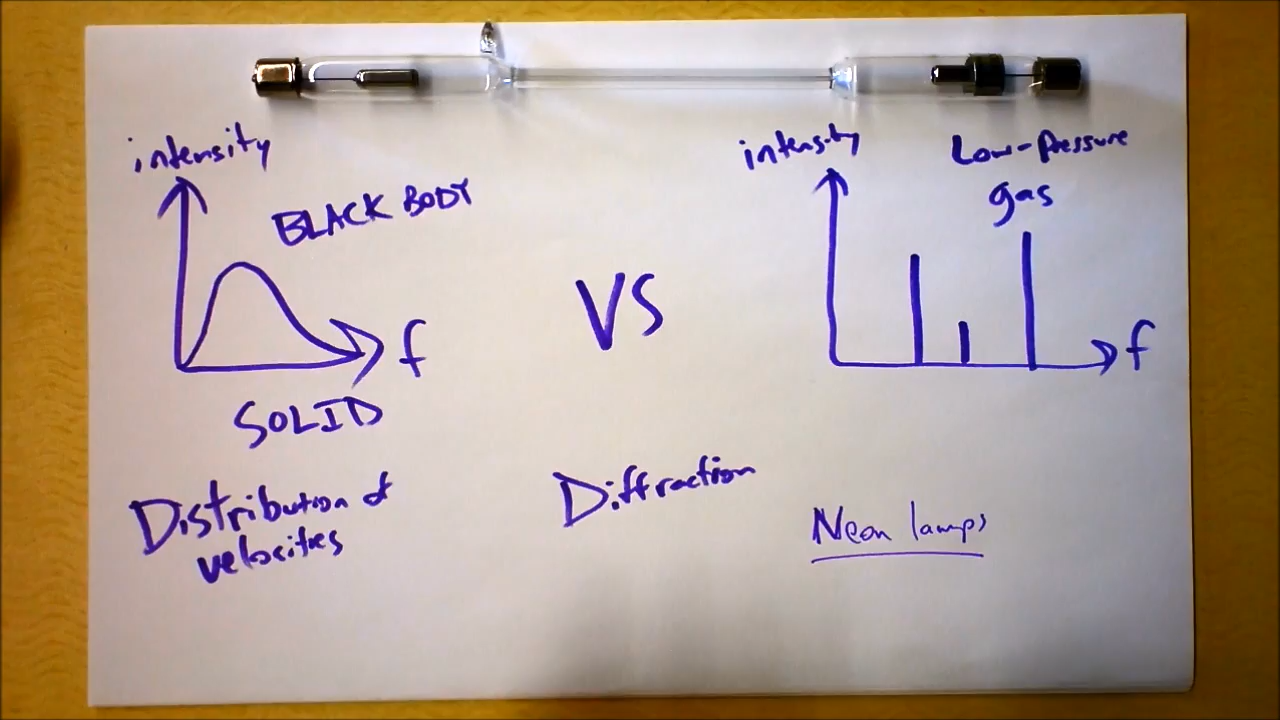 intensity
BLACK BODY
f
SOLID
Distribution of
velocities
VS
Diffraction
intensity
Low-Pressure
gas
f
Neon lamps